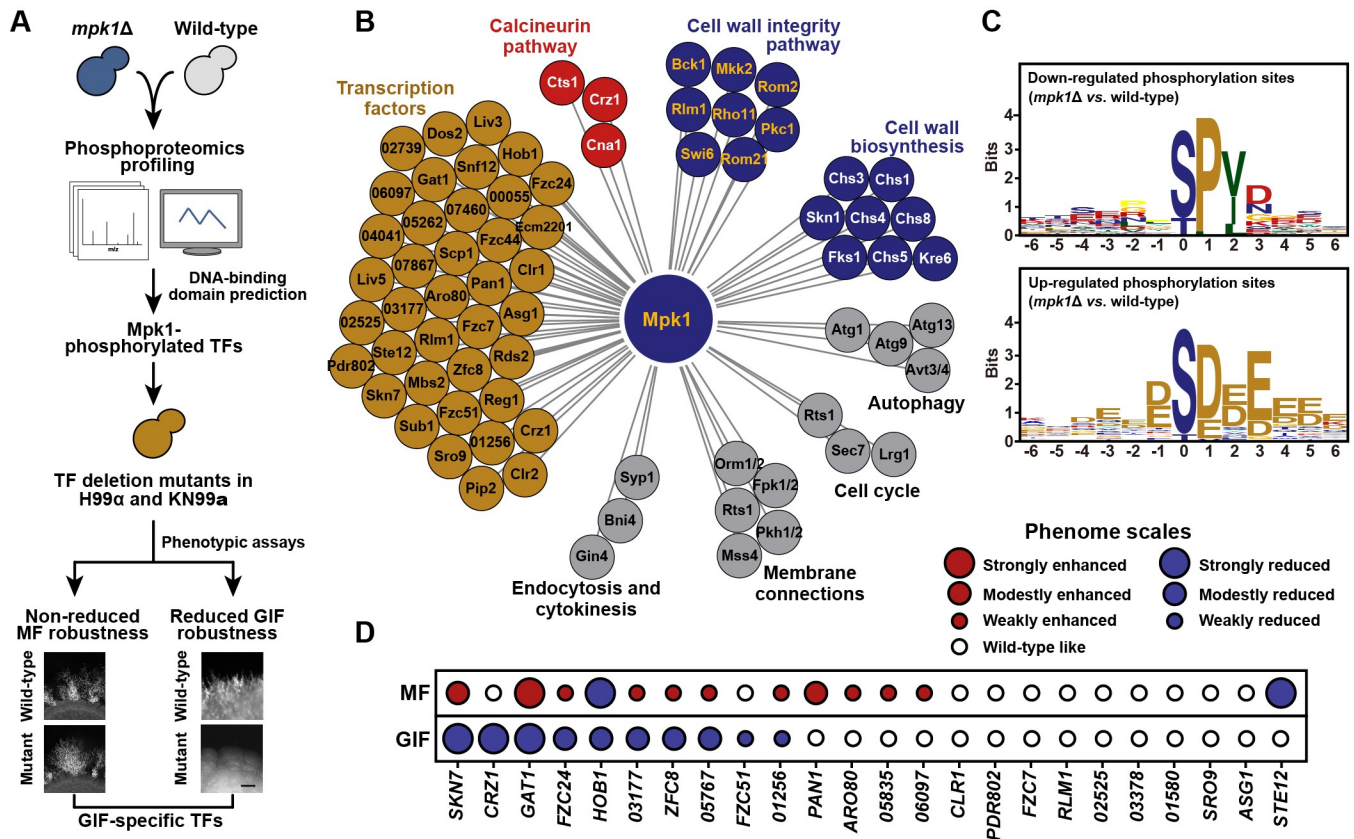 A
mpk1Δ
Wild-type
Phosphoproteomics
profiling
m/z
DNA-binding
domain prediction
Mpk1-
phosphorylated TFs
TF deletion mutants in
H99α and KN99a
Phenotypic assays
Non-reduced
MF robustness
Reduced GIF
robustness
Wild-type
Mutant
Wild-type
Mutant
GIF-specific TFs
B
Transcription
factors
Liv3
Dos2
02739
Hob1
Snf12
Gat1
Fzc24
06097
00055
07460
05262
Ecm2201
04041
Fzc44
Scp1
07867
Clr1
Liv5
Pan1
Aro80
03177
Asg1
02525
Fzc7
Rlm1
Ste12
Rds2
Pdr802
Zfc8
Mbs2
Skn7
Reg1
Fzc51
Sub1
Crz1
01256
Sro9
Clr2
Pip2
Calcineurin
pathway
Cts1
Crz1
Cna1
Cell wall integrity
pathway
Bck1
Mkk2
Rom2
Rlm1
Rho11
Pkc1
Swi6
Rom21
Cell wall
biosynthesis
Chs3
Chs1
Skn1
Chs4
Chs8
Fks1
Chs5
Kre6
Mpk1
Atg1
Atg13
Atg9
Avt3/4
Autophagy
Rts1
Sec7
Lrg1
Cell cycle
Orm1/2
Fpk1/2
Rts1
Pkh1/2
Mss4
Membrane
connections
Syp1
Bni4
Gin4
Endocytosis and
cytokinesis
C
Down-regulated phosphorylation sites
(mpk1Δ vs. wild-type)
Bits
4
3
2
1
0
S P V D
-6 -5 -4 -3 -2 -1 0 1 2 3 4 5 6
Up-regulated phosphorylation sites
(mpk1Δ vs. wild-type)
Bits
4
3
2
1
0
D S D E E E E E
E E D D
-6 -5 -4 -3 -2 -1 0 1 2 3 4 5 6
Phenome scales
Strongly enhanced
Modestly enhanced
Weakly enhanced
Wild-type like
Strongly reduced
Modestly reduced
Weakly reduced
D
MF
GIF
SKN7
CRZ1
GAT1
FZC24
HOB1
03177
ZFC8
05767
FZC51
01256
PAN1
ARO80
05835
06097
CLR1
PDR802
FZC7
RLM1
02525
03378
01580
SRO9
ASG1
STE12